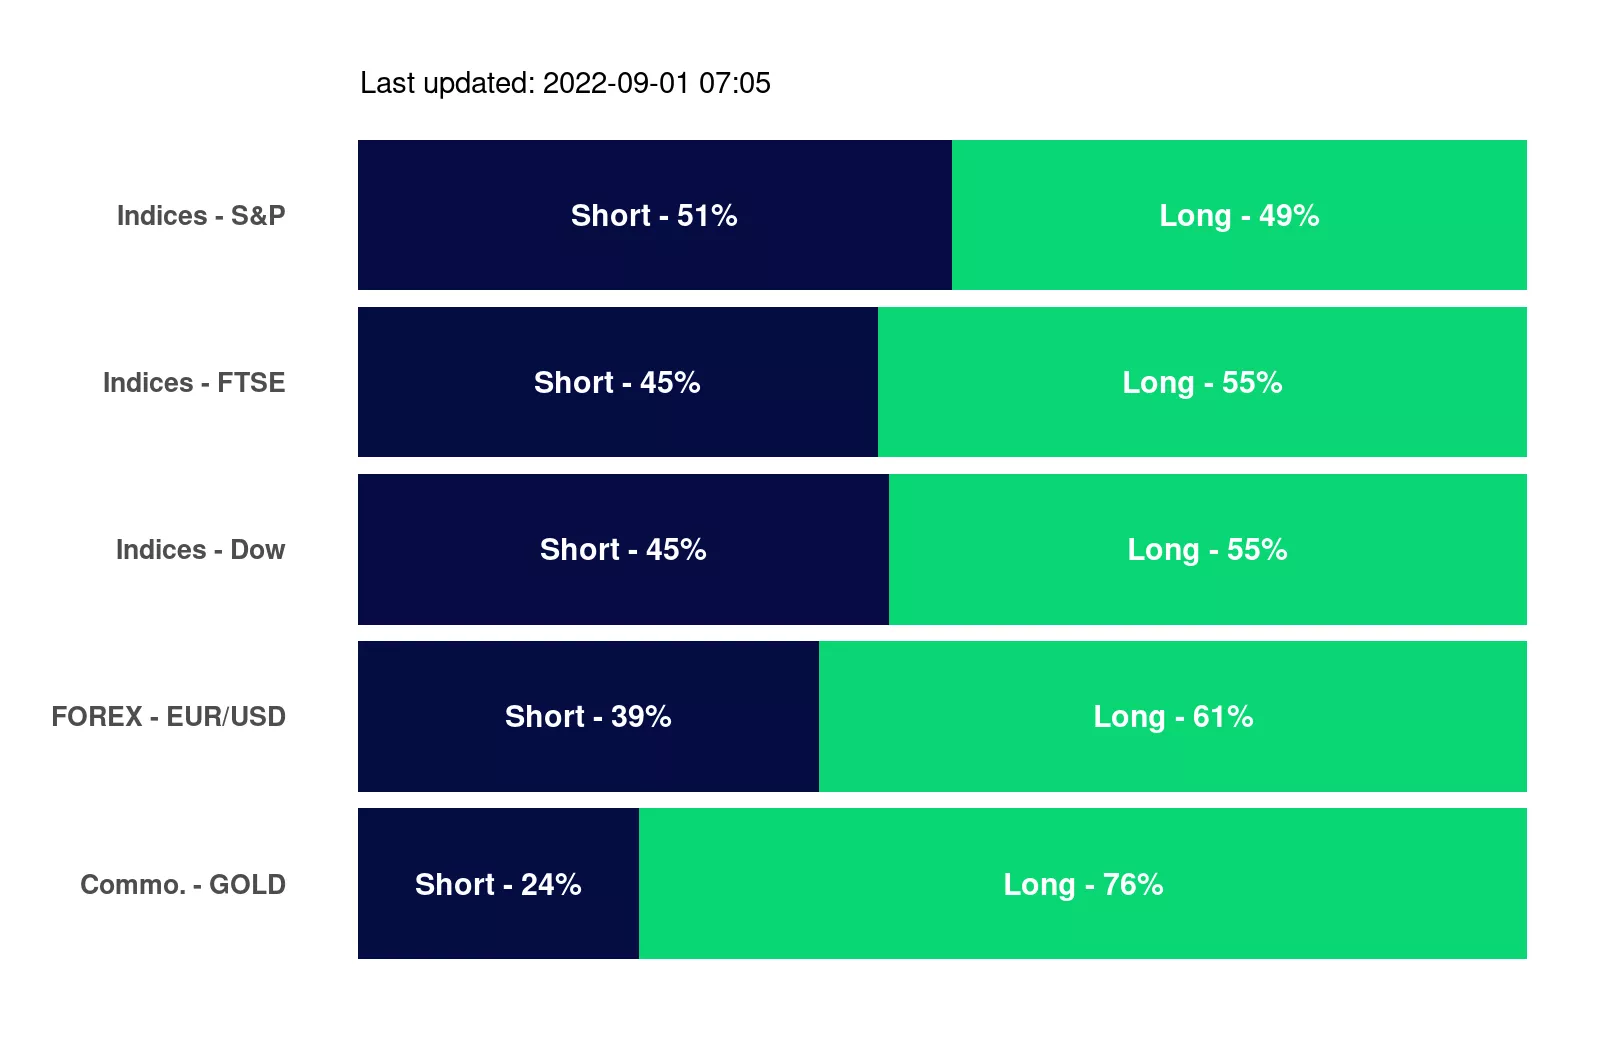 Last updated: 2022-09-01 07:05
Indices - S&P Short - 51% Long - 49%
Indices - FTSE Short - 45% Long - 55%
Indices - Dow Short - 45% Long - 55%
FOREX - EUR/USD Short - 39% Long - 61%
Commo. - GOLD Short - 24% Long - 76%